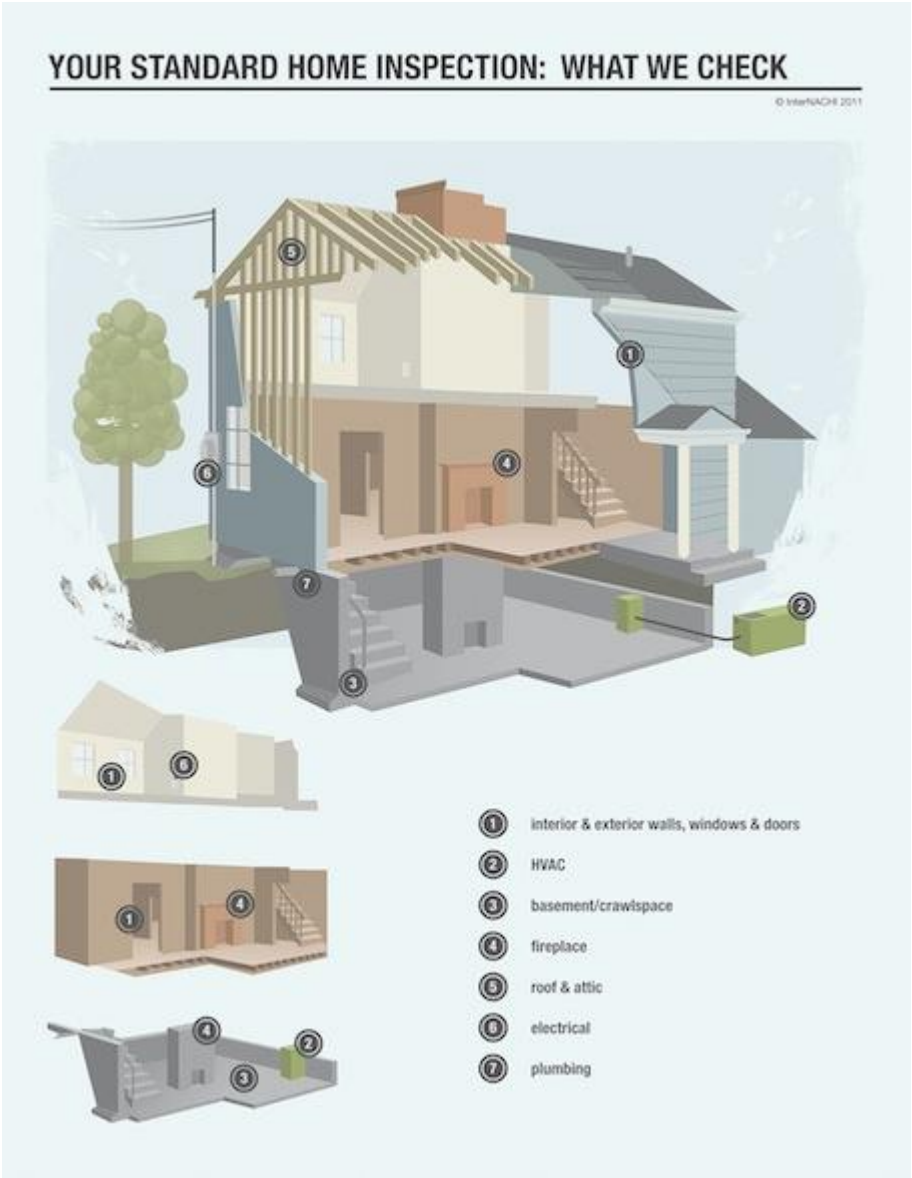 YOUR STANDARD HOME INSPECTION: WHAT WE CHECK
© InterNACHI 2011
5
1
4
6
7
2
3
1
6
1
4
4
2
3
1 interior & exterior walls, windows & doors
2 HVAC
3 basement/crawlspace
4 fireplace
5 roof & attic
6 electrical
7 plumbing